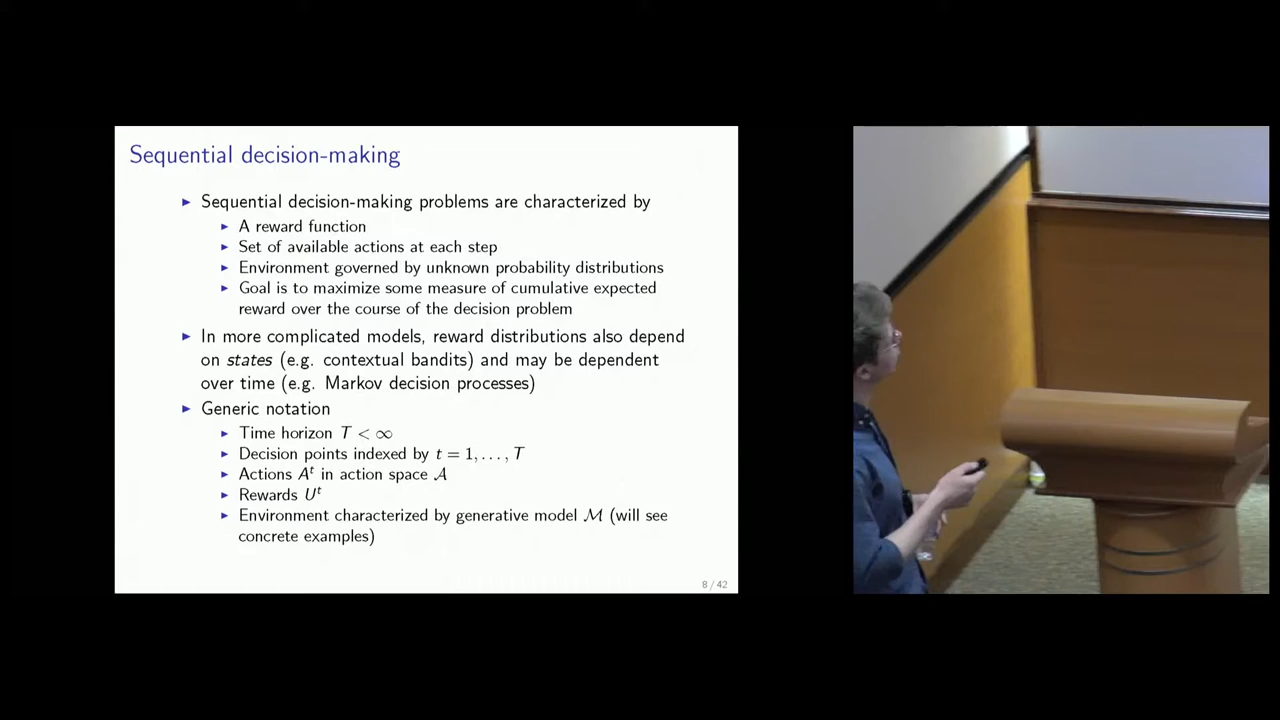 Sequential decision-making
▶ Sequential decision-making problems are characterized by
▶ A reward function
▶ Set of available actions at each step
▶ Environment governed by unknown probability distributions
▶ Goal is to maximize some measure of cumulative expected
reward over the course of the decision problem
▶ In more complicated models, reward distributions also depend
on states (e.g. contextual bandits) and may be dependent
over time (e.g. Markov decision processes)
▶ Generic notation
▶ Time horizon T < ∞
▶ Decision points indexed by t = 1, . . . , T
▶ Actions Aᵗ in action space 𝒜
▶ Rewards Uᵗ
▶ Environment characterized by generative model ℳ (will see
concrete examples)
8 / 42